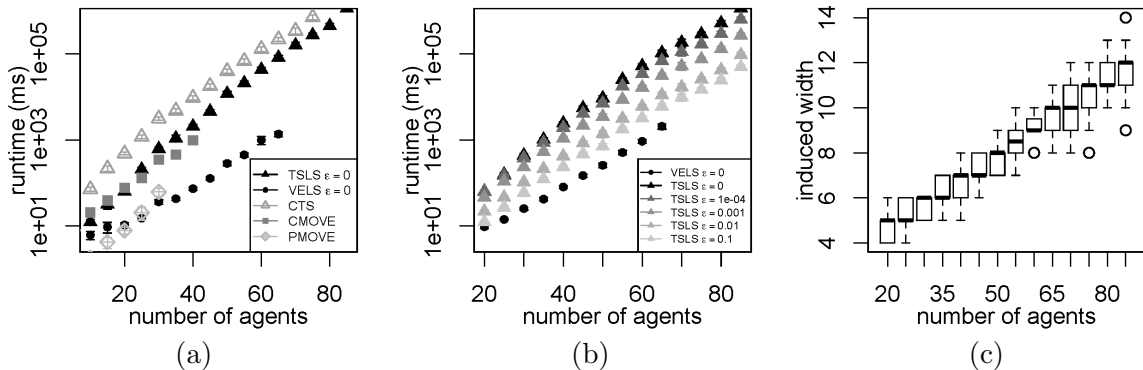 runtime (ms)
1e+05
1e+03
1e+01
TSLS ε = 0
VELS ε = 0
CTS
CMOVE
PMOVE
20
40
60
80
number of agents
(a)
runtime (ms)
1e+05
1e+03
1e+01
VELS ε = 0
TSLS ε = 0
TSLS ε = 1e-04
TSLS ε = 0.001
TSLS ε = 0.01
TSLS ε = 0.1
20
40
60
80
number of agents
(b)
induced width
14
12
10
8
6
4
20
35
50
65
80
number of agents
(c)